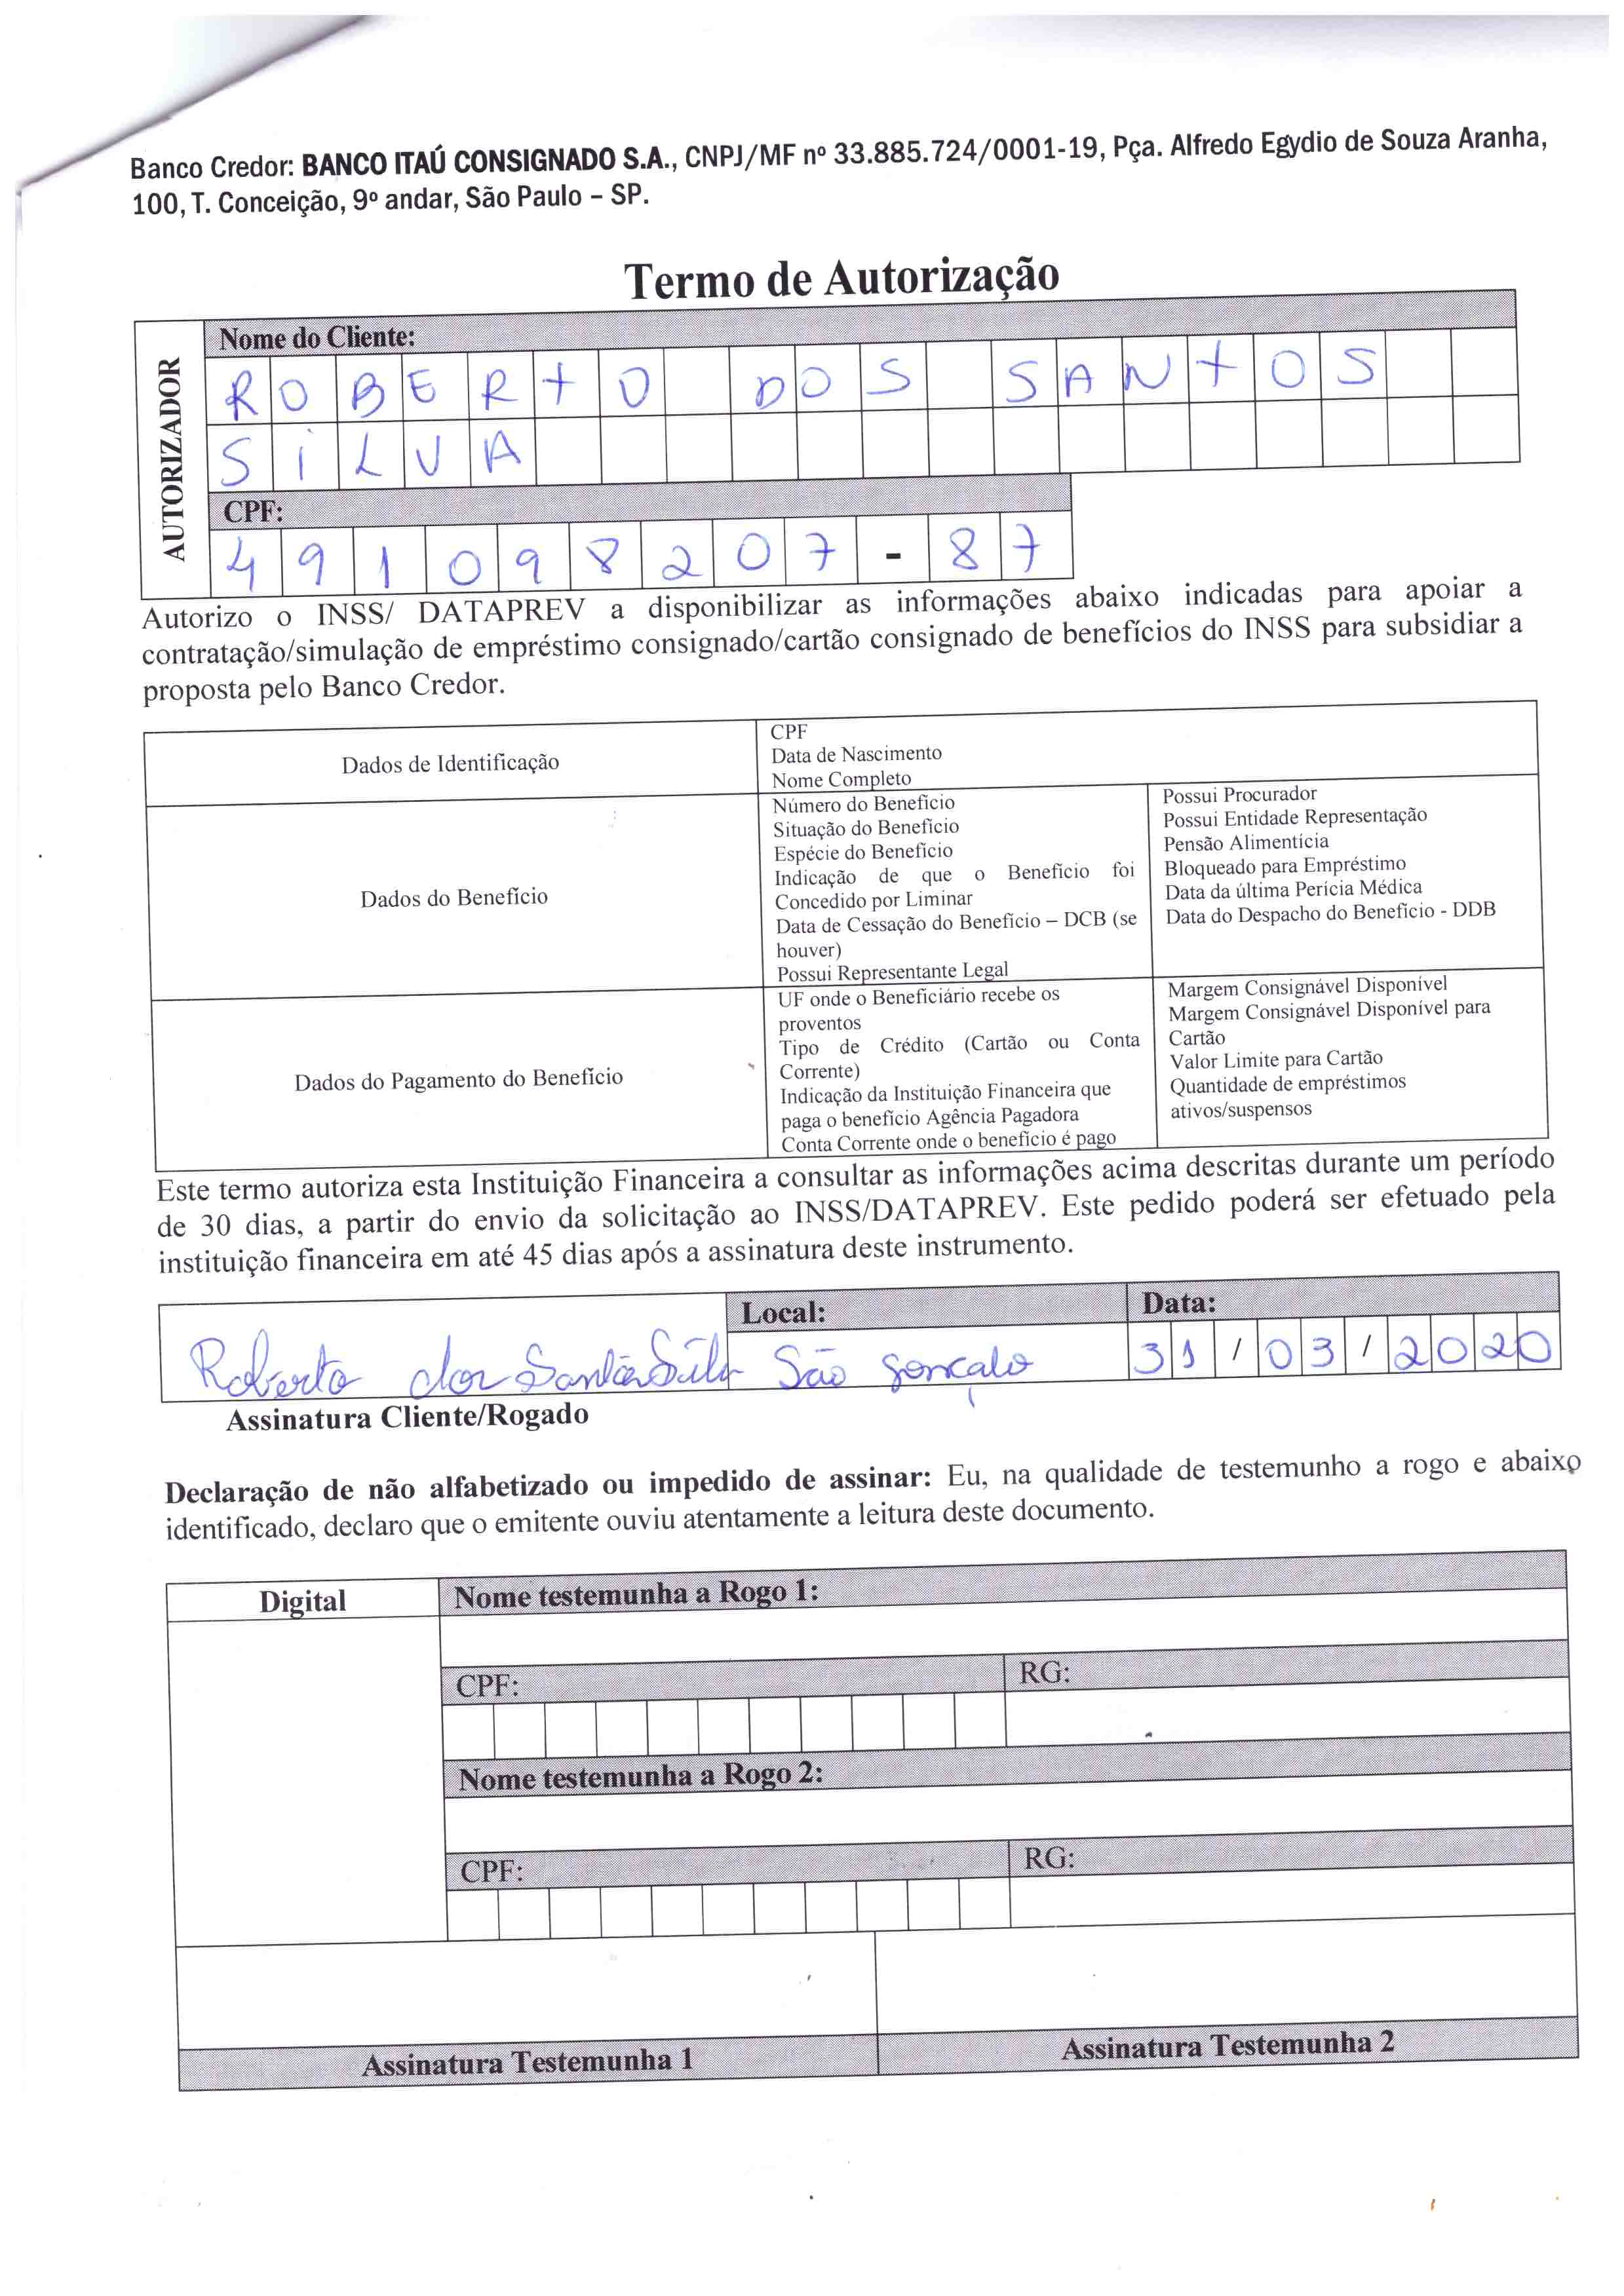 Banco Credor: BANCO ITAÚ CONSIGNADO S.A., CNPJ/MF nº 33.885.724/0001-19, Pça. Alfredo Egydio de Souza Aranha,
100, T. Conceição, 9º andar, São Paulo – SP.
Termo de Autorização
AUTORIZADOR
Nome do Cliente:
ROBERTO DOS SANTOS
SILVA
CPF:
491098207-87
Autorizo o INSS/ DATAPREV a disponibilizar as informações abaixo indicadas para apoiar a
contratação/simulação de empréstimo consignado/cartão consignado de benefícios do INSS para subsidiar a
proposta pelo Banco Credor.
Dados de Identificação
CPF
Data de Nascimento
Nome Completo
Dados do Benefício
Número do Benefício
Situação do Benefício
Espécie do Benefício
Indicação de que o Benefício foi
Concedido por Liminar
Data de Cessação do Benefício – DCB (se
houver)
Possui Representante Legal
Possui Procurador
Possui Entidade Representação
Pensão Alimentícia
Bloqueado para Empréstimo
Data da última Perícia Médica
Data do Despacho do Benefício - DDB
Dados do Pagamento do Benefício
UF onde o Beneficiário recebe os
proventos
Tipo de Crédito (Cartão ou Conta
Corrente)
Indicação da Instituição Financeira que
paga o benefício Agência Pagadora
Conta Corrente onde o benefício é pago
Margem Consignável Disponível
Margem Consignável Disponível para
Cartão
Valor Limite para Cartão
Quantidade de empréstimos
ativos/suspensos
Este termo autoriza esta Instituição Financeira a consultar as informações acima descritas durante um período
de 30 dias, a partir do envio da solicitação ao INSS/DATAPREV. Este pedido poderá ser efetuado pela
instituição financeira em até 45 dias após a assinatura deste instrumento.
Local:
Data:
Roberto dos Santos Silva
São Gonçalo
31/03/2020
Assinatura Cliente/Rogado
Declaração de não alfabetizado ou impedido de assinar: Eu, na qualidade de testemunho a rogo e abaixo
identificado, declaro que o emitente ouviu atentamente a leitura deste documento.
Digital
Nome testemunha a Rogo 1:
CPF:
RG:
Nome testemunha a Rogo 2:
CPF:
RG:
Assinatura Testemunha 1
Assinatura Testemunha 2